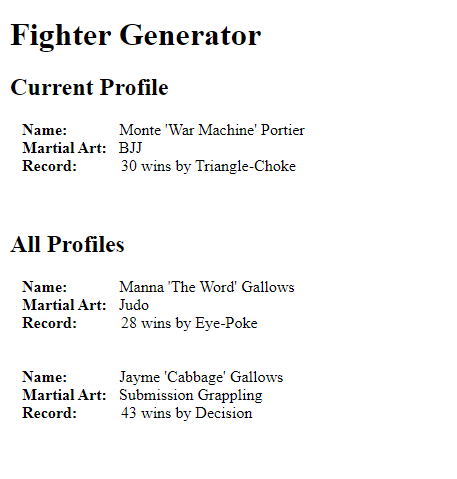 Fighter Generator
Current Profile
Name: Monte 'War Machine' Portier
Martial Art: BJJ
Record: 30 wins by Triangle-Choke
All Profiles
Name: Manna 'The Word' Gallows
Martial Art: Judo
Record: 28 wins by Eye-Poke
Name: Jayme 'Cabbage' Gallows
Martial Art: Submission Grappling
Record: 43 wins by Decision